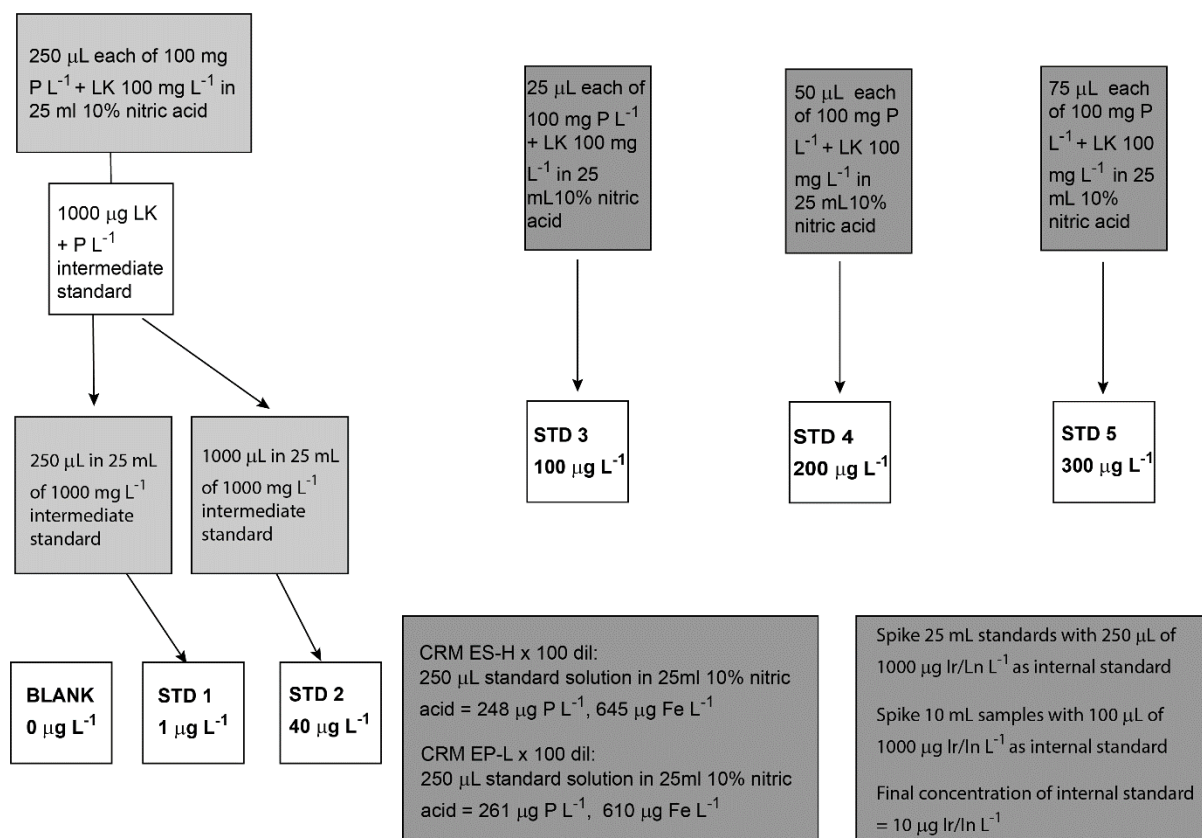 250 μL each of 100 mg
P L⁻¹ + LK 100 mg L⁻¹ in
25 ml 10% nitric acid
1000 μg LK
+ P L⁻¹
intermediate
standard
250 μL in 25 mL
of 1000 mg L⁻¹
intermediate
standard
1000 μL in 25 mL
of 1000 mg L⁻¹
intermediate
standard
BLANK
0 μg L⁻¹
STD 1
1 μg L⁻¹
STD 2
40 μg L⁻¹
25 μL each of
100 mg P L⁻¹
+ LK 100 mg
L⁻¹ in 25
mL10% nitric
acid
STD 3
100 μg L⁻¹
50 μL each
of 100 mg P
L⁻¹ + LK 100
mg L⁻¹ in
25 mL10%
nitric acid
STD 4
200 μg L⁻¹
75 μL each
of 100 mg P
L⁻¹ + LK 100
mg L⁻¹ in 25
mL 10%
nitric acid
STD 5
300 μg L⁻¹
CRM ES-H x 100 dil:
250 μL standard solution in 25ml 10% nitric
acid = 248 μg P L⁻¹, 645 μg Fe L⁻¹
CRM EP-L x 100 dil:
250 μL standard solution in 25ml 10% nitric
acid = 261 μg P L⁻¹, 610 μg Fe L⁻¹
Spike 25 mL standards with 250 μL of
1000 μg Ir/Ln L⁻¹ as internal standard
Spike 10 mL samples with 100 μL of
1000 μg Ir/In L⁻¹ as internal standard
Final concentration of internal standard
= 10 μg Ir/In L⁻¹